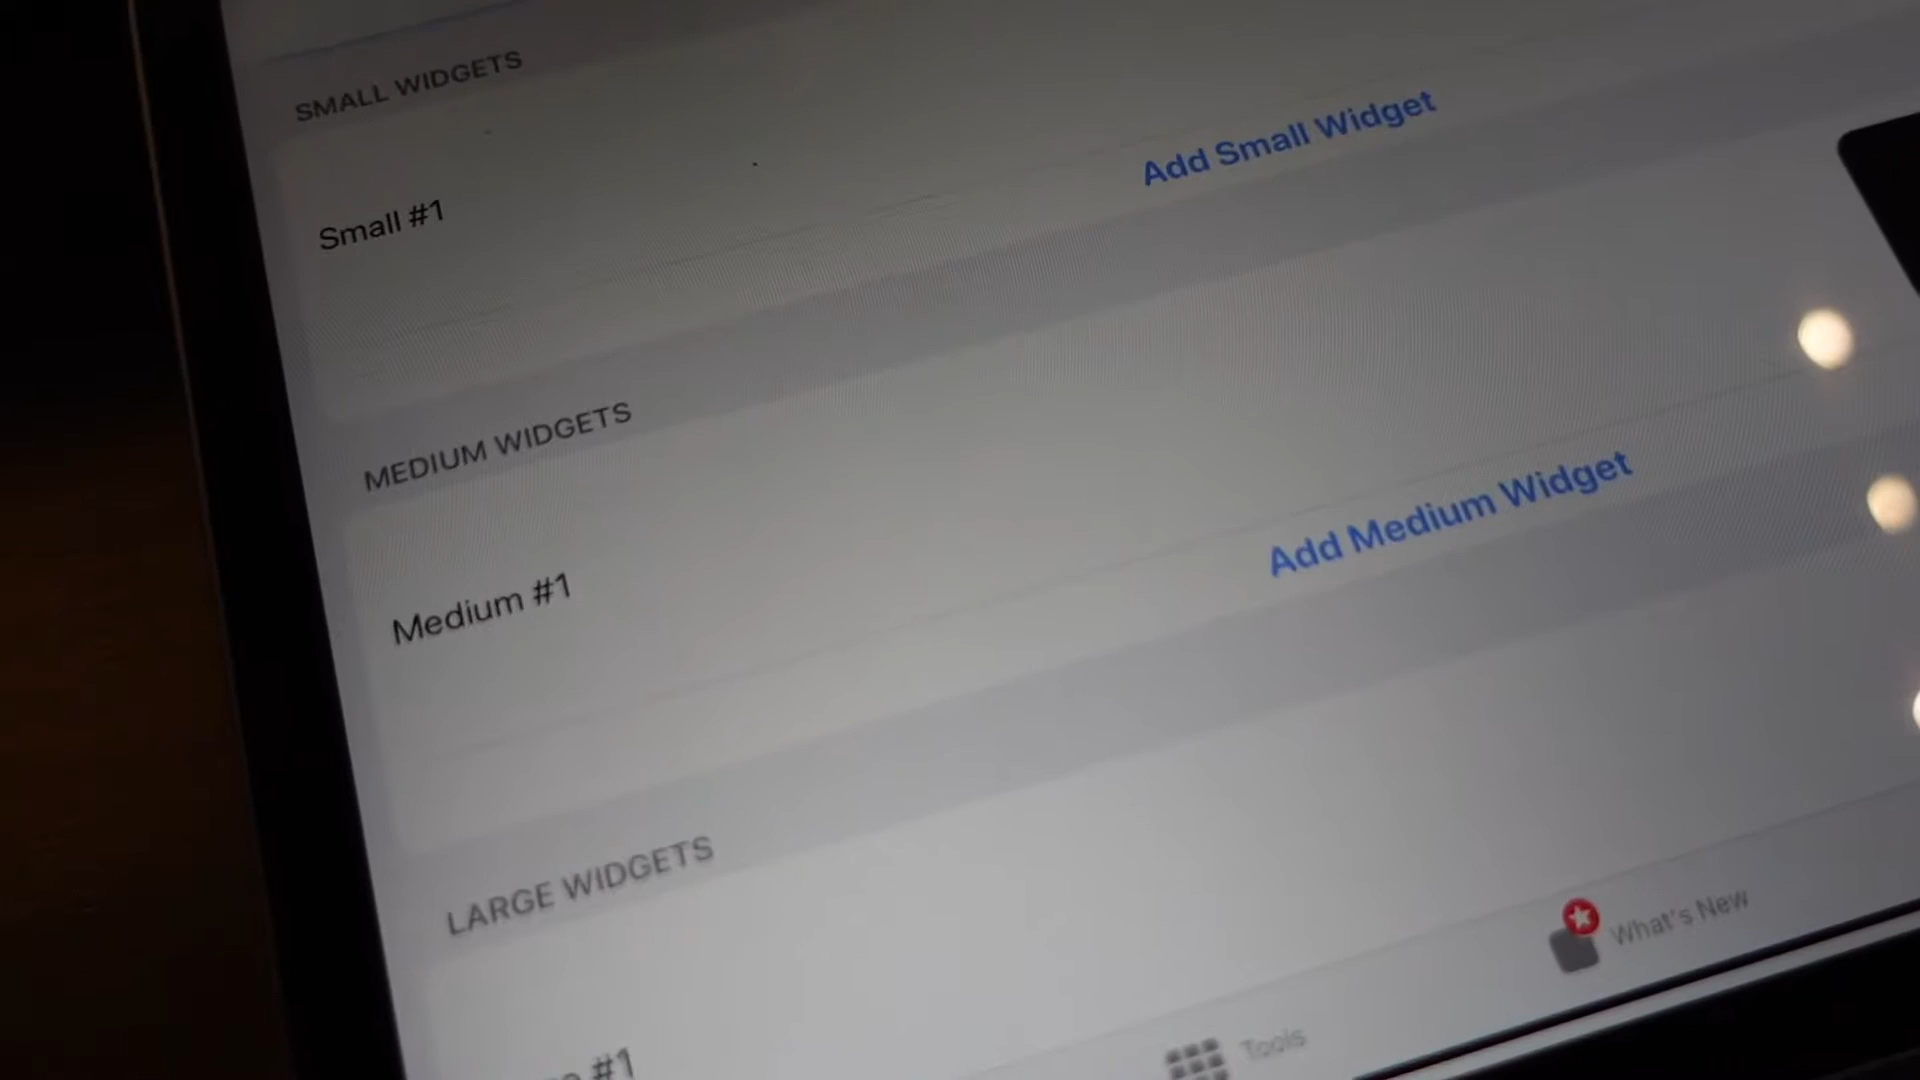 SMALL WIDGETS
Small #1
Add Small Widget
MEDIUM WIDGETS
Medium #1
Add Medium Widget
LARGE WIDGETS
#1
Tools
What's New